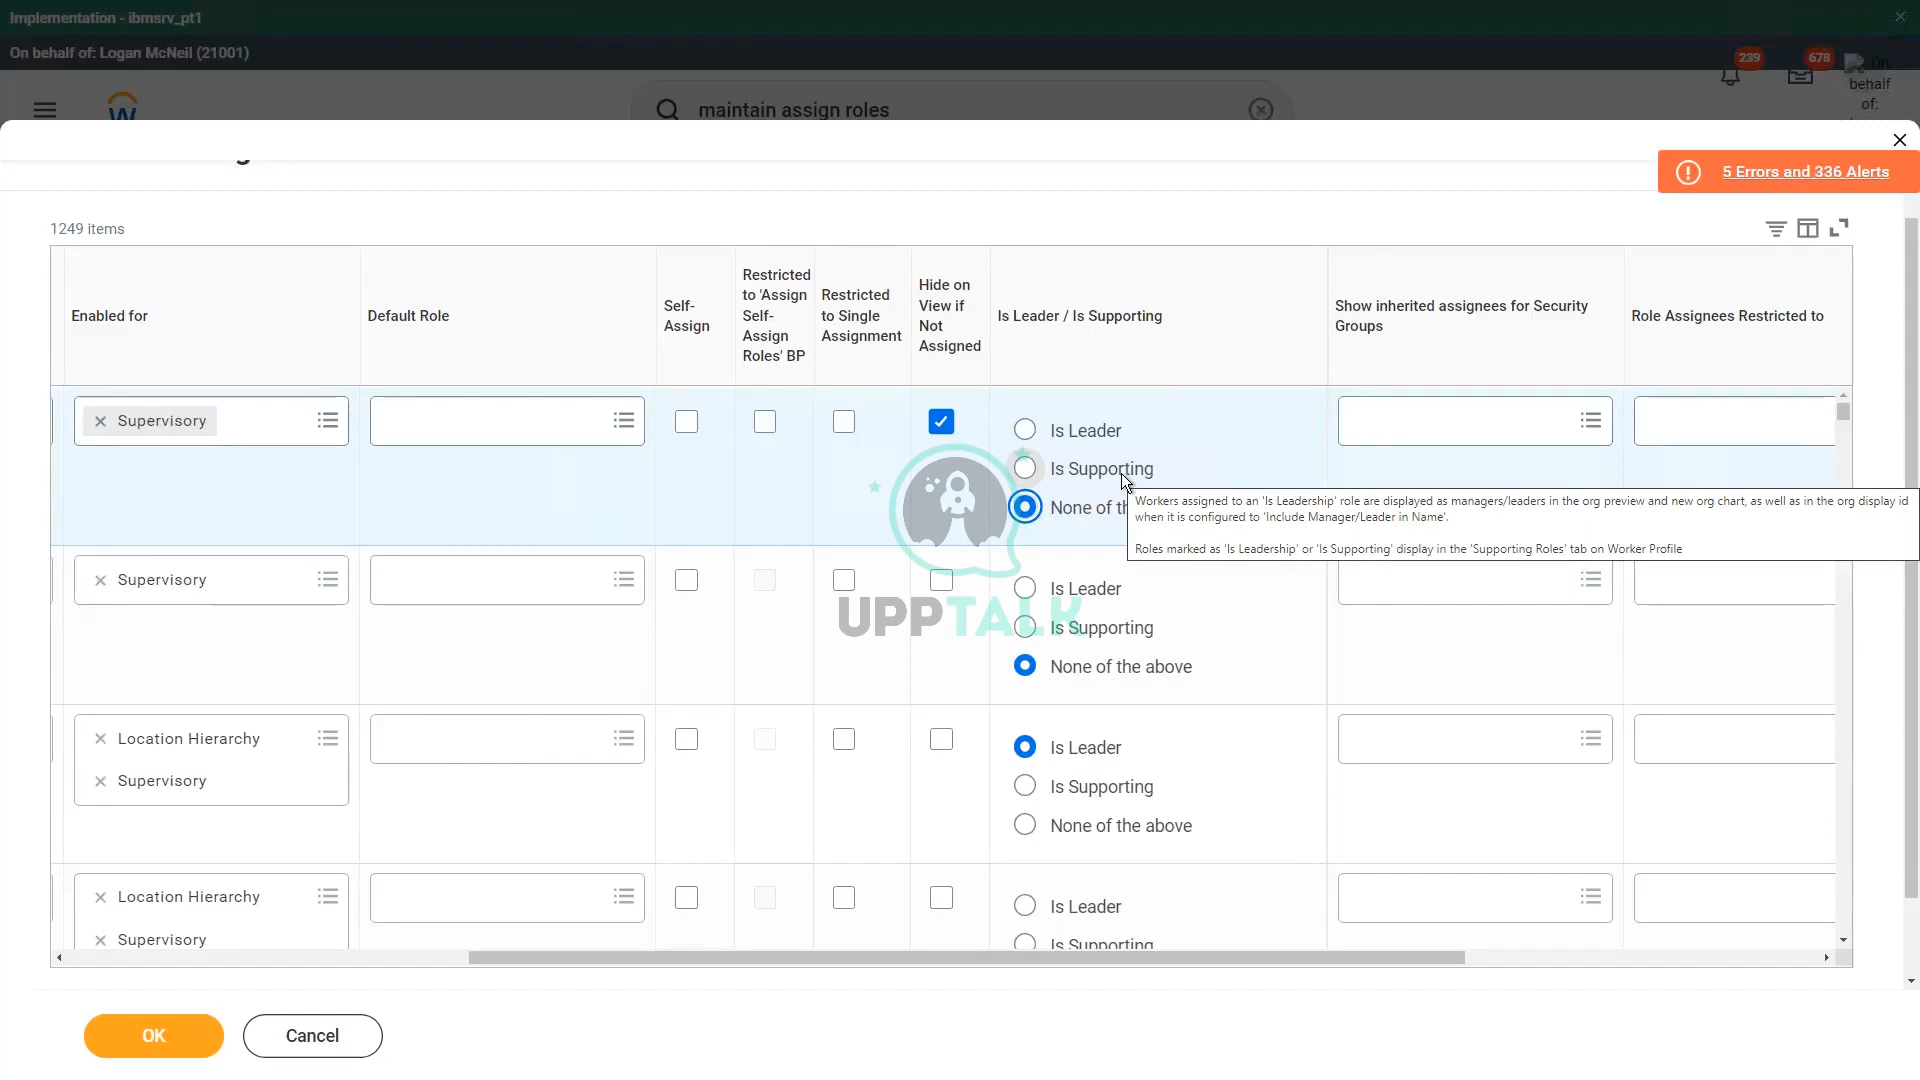 Implementation - ibmsrv_pt1
On behalf of: Logan McNeil (21001)
239
678
On
behalf
of:
maintain assign roles
5 Errors and 336 Alerts
1249 items
Enabled for
Default Role
Self-
Assign
Restricted
to 'Assign
Self-
Assign
Roles' BP
Restricted
to Single
Assignment
Hide on
View if
Not
Assigned
Is Leader / Is Supporting
Show inherited assignees for Security
Groups
Role Assignees Restricted to
Supervisory
Is Leader
Is Supporting
None of th
Workers assigned to an 'Is Leadership' role are displayed as managers/leaders in the org preview and new org chart, as well as in the org display id
when it is configured to 'Include Manager/Leader in Name'.
Roles marked as 'Is Leadership' or 'Is Supporting' display in the 'Supporting Roles' tab on Worker Profile
Supervisory
Is Leader
Is Supporting
None of the above
UPPTALK
Location Hierarchy
Supervisory
Is Leader
Is Supporting
None of the above
Location Hierarchy
Supervisory
Is Leader
Is Supporting
OK
Cancel